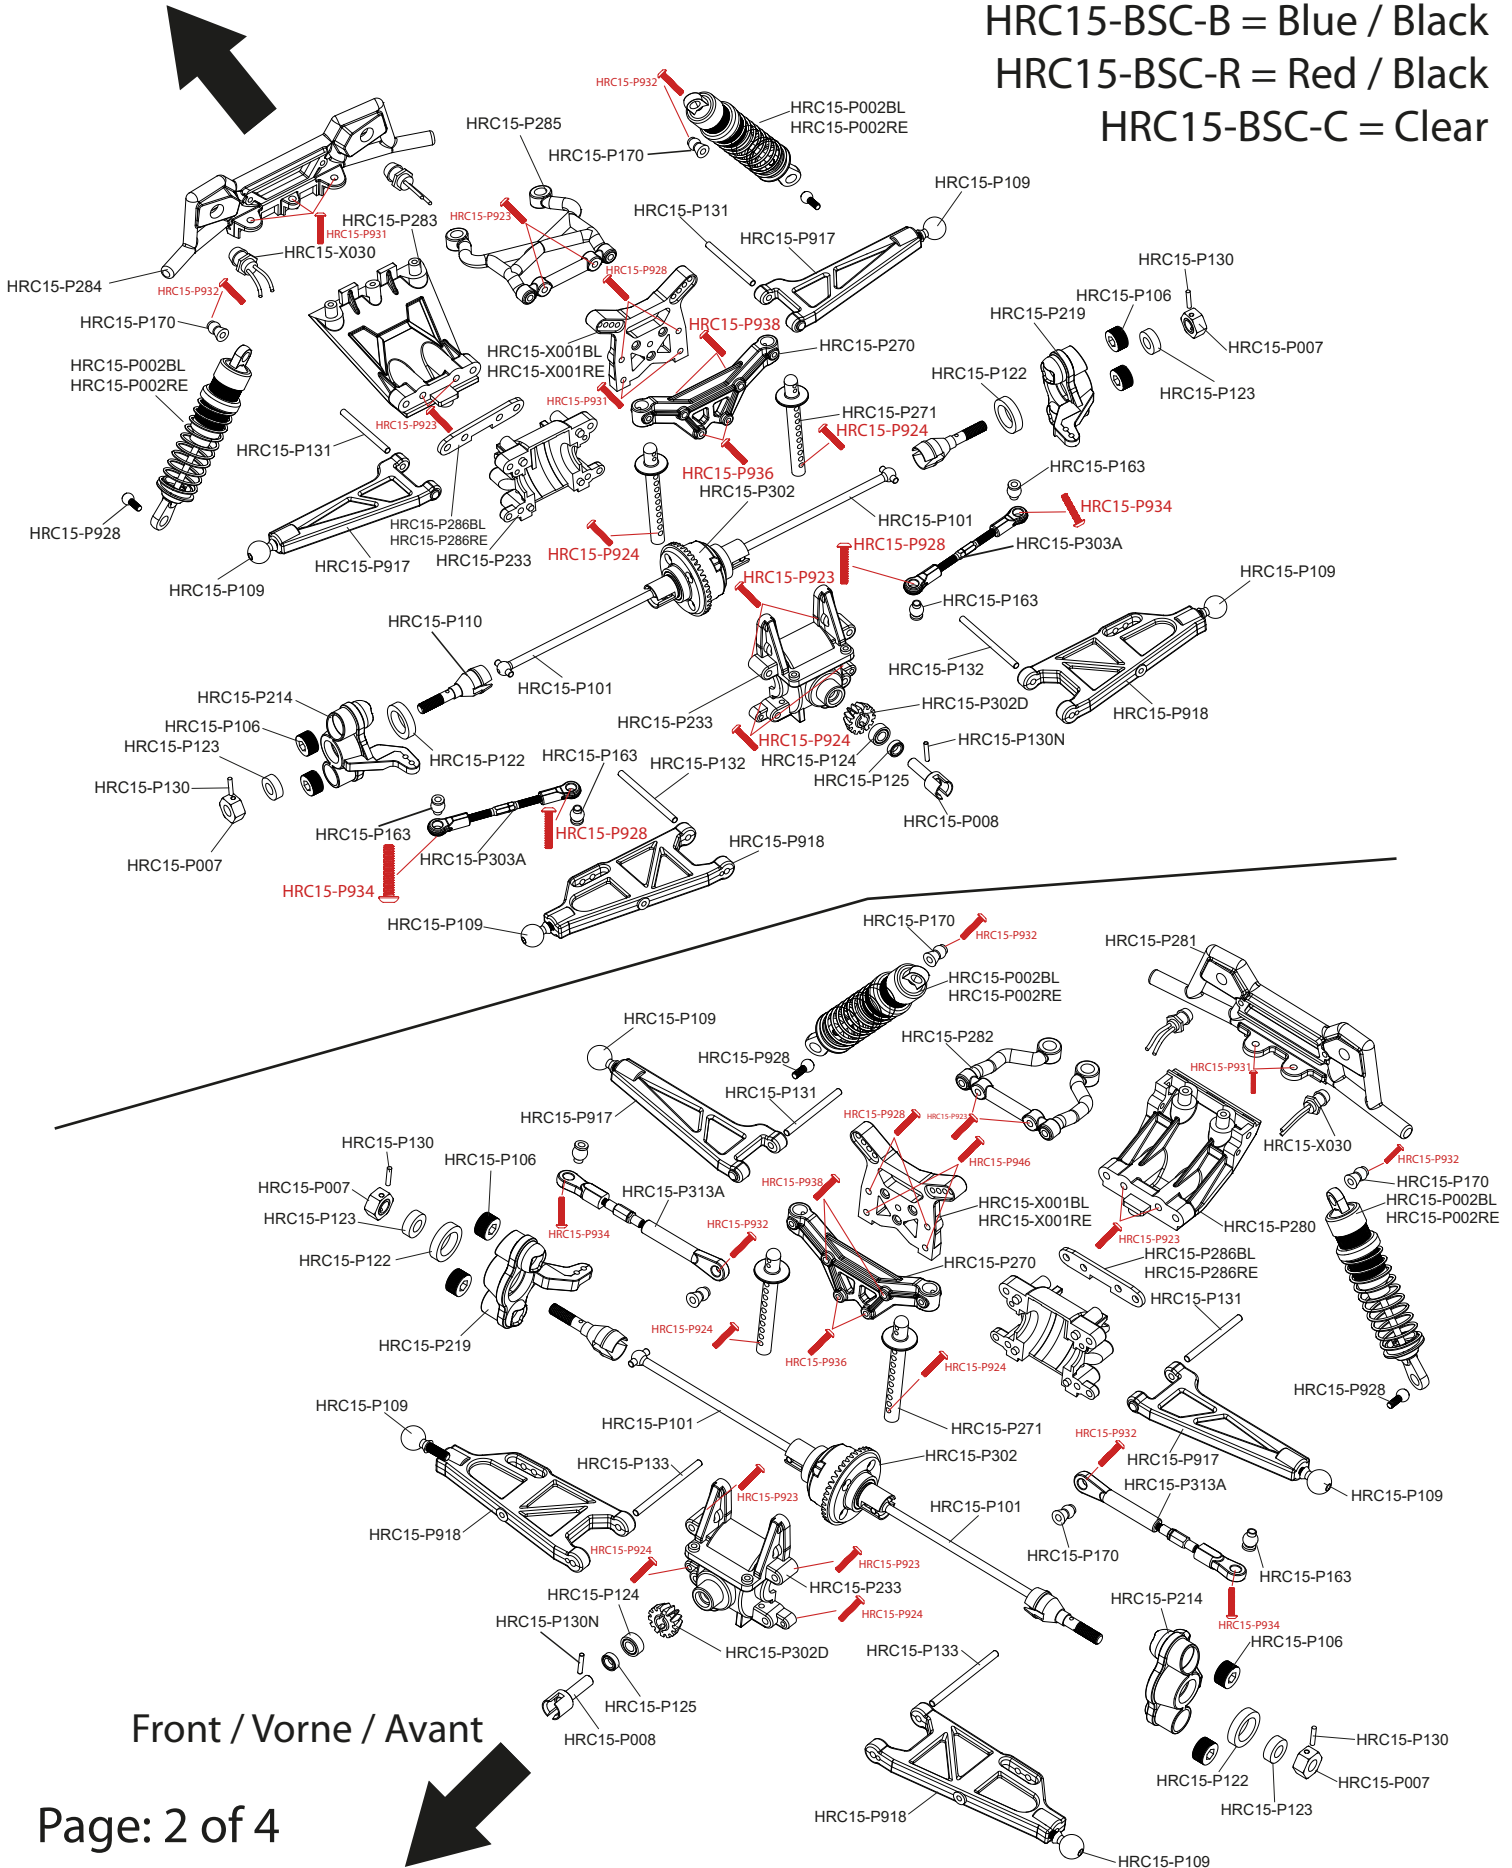 HRC15-BSC-B = Blue / Black
HRC15-BSC-R = Red / Black
HRC15-BSC-C = Clear
HRC15-P932
HRC15-P002BL
HRC15-P002RE
HRC15-P285
HRC15-P170
HRC15-P109
HRC15-P131
HRC15-P923
HRC15-P283
HRC15-P931
HRC15-X030
HRC15-P917
HRC15-P130
HRC15-P284
HRC15-P932
HRC15-P928
HRC15-P106
HRC15-P219
HRC15-P170
HRC15-P938
HRC15-P270
HRC15-P007
HRC15-X001BL
HRC15-X001RE
HRC15-P002BL
HRC15-P002RE
HRC15-P122
HRC15-P123
HRC15-P931
HRC15-P271
HRC15-P923
HRC15-P924
HRC15-P131
HRC15-P936
HRC15-P163
HRC15-P302
HRC15-P934
HRC15-P286BL
HRC15-P286RE
HRC15-P101
HRC15-P928
HRC15-P233
HRC15-P924
HRC15-P928
HRC15-P303A
HRC15-P917
HRC15-P109
HRC15-P923
HRC15-P109
HRC15-P163
HRC15-P110
HRC15-P132
HRC15-P101
HRC15-P214
HRC15-P302D
HRC15-P918
HRC15-P233
HRC15-P106
HRC15-P924
HRC15-P130N
HRC15-P123
HRC15-P122
HRC15-P163
HRC15-P132
HRC15-P124
HRC15-P125
HRC15-P130
HRC15-P008
HRC15-P163
HRC15-P928
HRC15-P918
HRC15-P007
HRC15-P303A
HRC15-P934
HRC15-P109
HRC15-P170
HRC15-P932
HRC15-P281
HRC15-P002BL
HRC15-P002RE
HRC15-P109
HRC15-P282
HRC15-P928
HRC15-P931
HRC15-P131
HRC15-P917
HRC15-P928
HRC15-P923
HRC15-P130
HRC15-X030
HRC15-P106
HRC15-P946
HRC15-P932
HRC15-P007
HRC15-P938
HRC15-P170
HRC15-P313A
HRC15-X001BL
HRC15-X001RE
HRC15-P002BL
HRC15-P002RE
HRC15-P123
HRC15-P932
HRC15-P280
HRC15-P934
HRC15-P923
HRC15-P122
HRC15-P270
HRC15-P286BL
HRC15-P286RE
HRC15-P131
HRC15-P924
HRC15-P219
HRC15-P936
HRC15-P924
HRC15-P928
HRC15-P109
HRC15-P101
HRC15-P271
HRC15-P932
HRC15-P302
HRC15-P917
HRC15-P133
HRC15-P313A
HRC15-P923
HRC15-P101
HRC15-P109
HRC15-P918
HRC15-P924
HRC15-P923
HRC15-P170
HRC15-P163
HRC15-P124
HRC15-P233
HRC15-P214
HRC15-P130N
HRC15-P924
HRC15-P934
HRC15-P106
HRC15-P302D
HRC15-P133
HRC15-P125
HRC15-P008
Front / Vorne / Avant
HRC15-P130
HRC15-P122
HRC15-P007
HRC15-P123
HRC15-P918
Page: 2 of 4
HRC15-P109